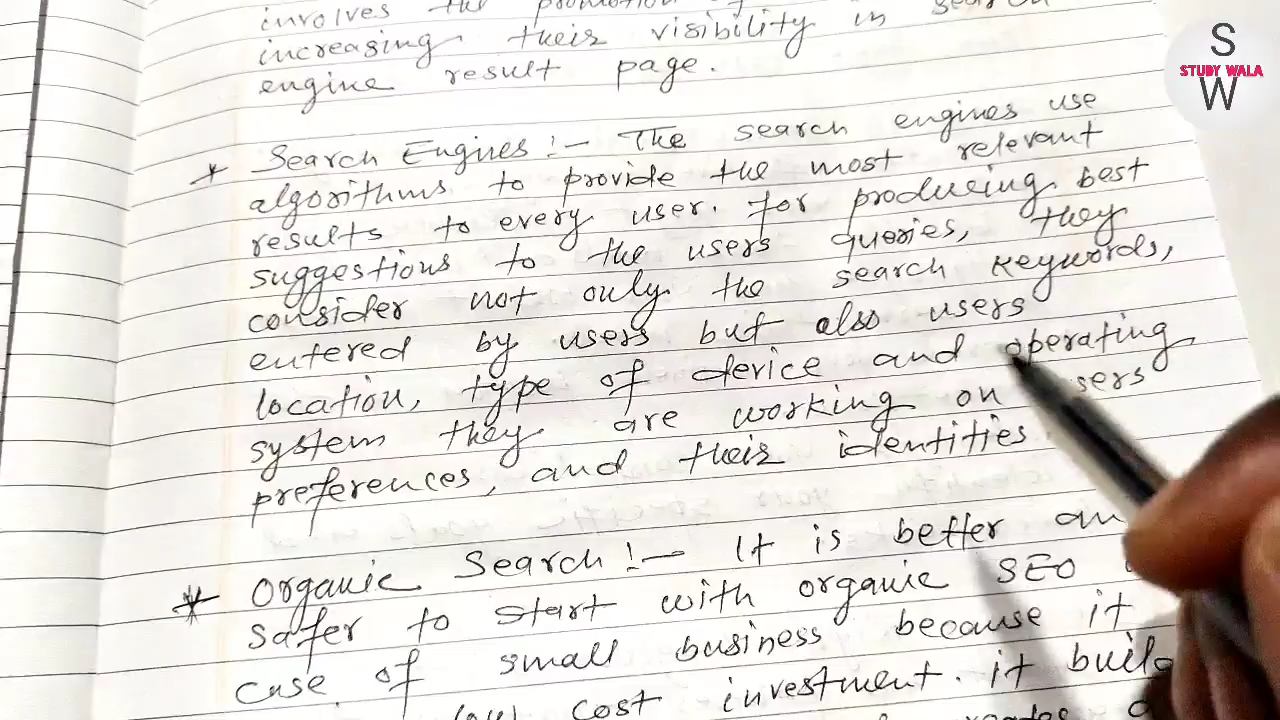 involves the promotion
increasing their visibility in search
engine result page.
* Search Engines :- The search engines use
algorithms to provide the most relevant
results to every user. for producing best
suggestions to the users queries, they
consider not only the search keywords,
entered by users but also users
location, type of device and operating
system they are working on users
preferences, and their identities
* Organic Search :- It is better an
safer to start with organic SEO
case of small business because it
low cost investment. it build
S
STUDY WALA
W